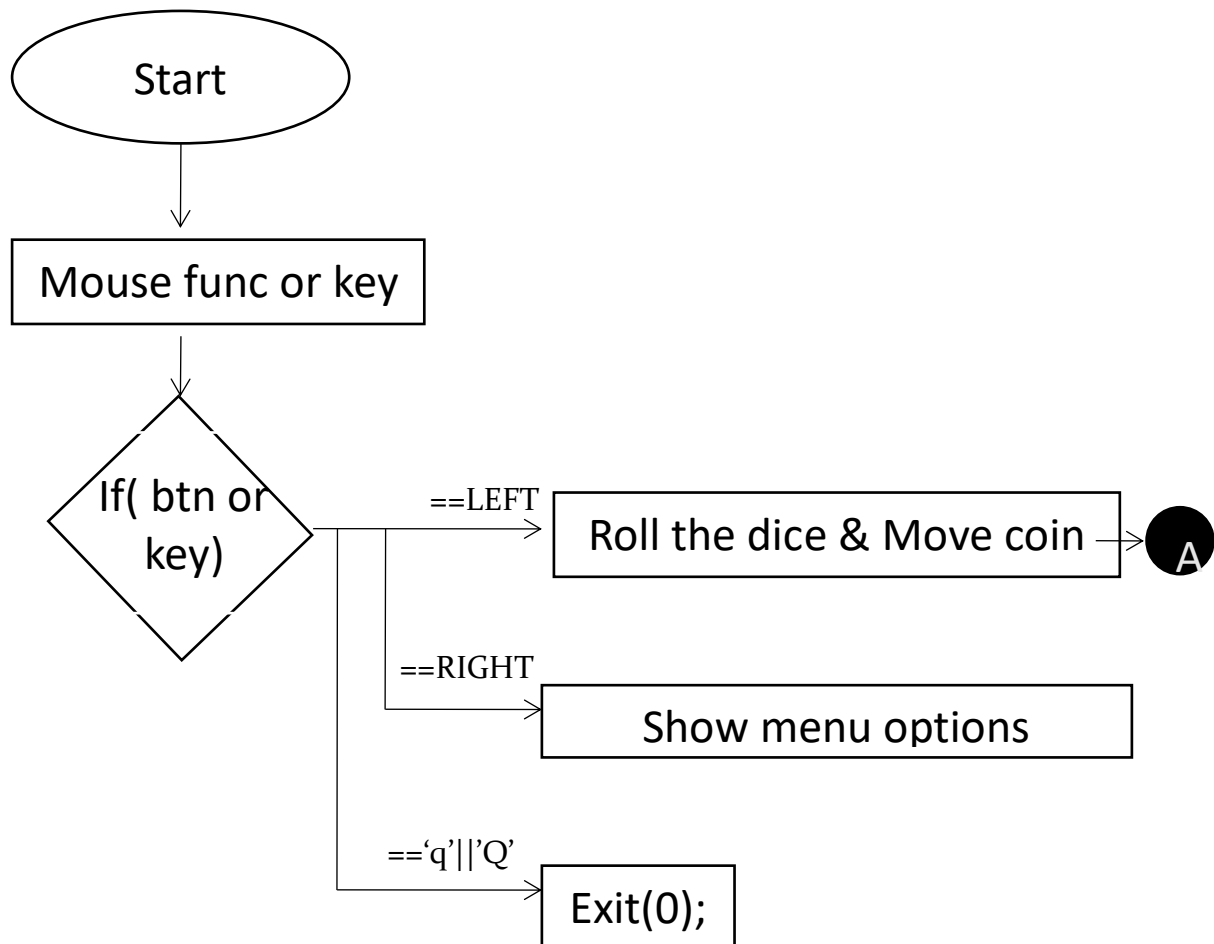 Start
Mouse func or key
If( btn or
key)
==LEFT
Roll the dice & Move coin
A
==RIGHT
Show menu options
==‘q’||’Q’
Exit(0);